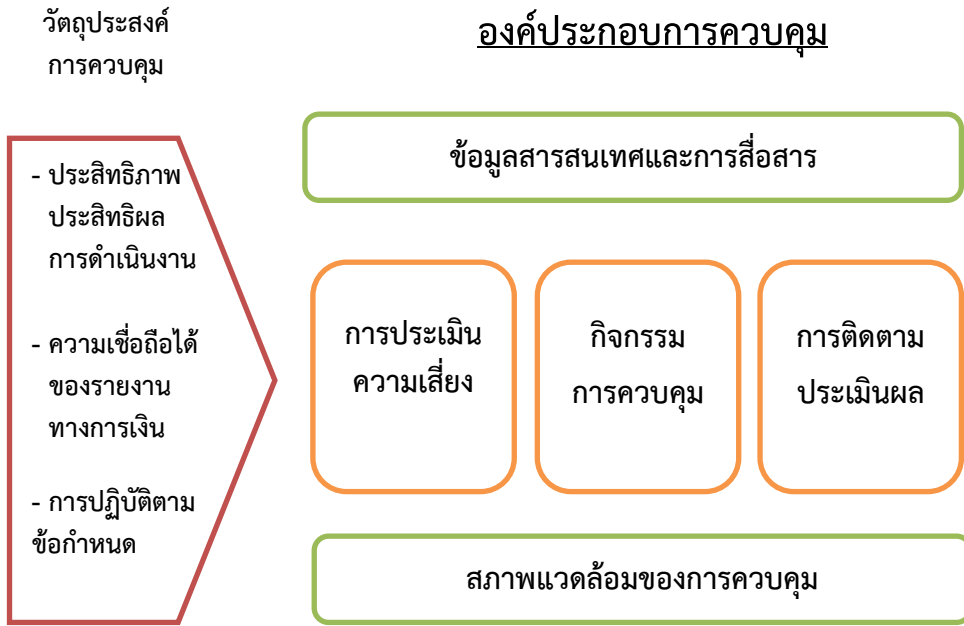 วัตถุประสงค์
การควบคุม
องค์ประกอบการควบคุม
- ประสิทธิภาพ
ประสิทธิผล
การดำเนินงาน
- ความเชื่อถือได้
ของรายงาน
ทางการเงิน
- การปฏิบัติตาม
ข้อกำหนด
ข้อมูลสารสนเทศและการสื่อสาร
การประเมิน
ความเสี่ยง
กิจกรรม
การควบคุม
การติดตาม
ประเมินผล
สภาพแวดล้อมของการควบคุม